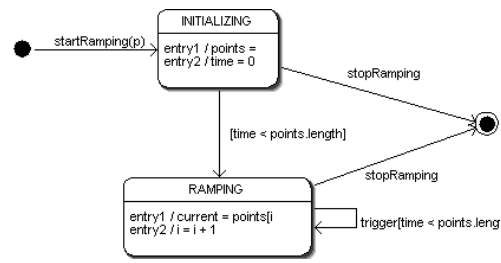 INITIALIZING
startRamping(p)
entry1 / points =
entry2 / time = 0
stopRamping
[time < points.length]
stopRamping
RAMPING
entry1 / current = points[i
entry2 / i = i + 1
trigger[time < points.leng